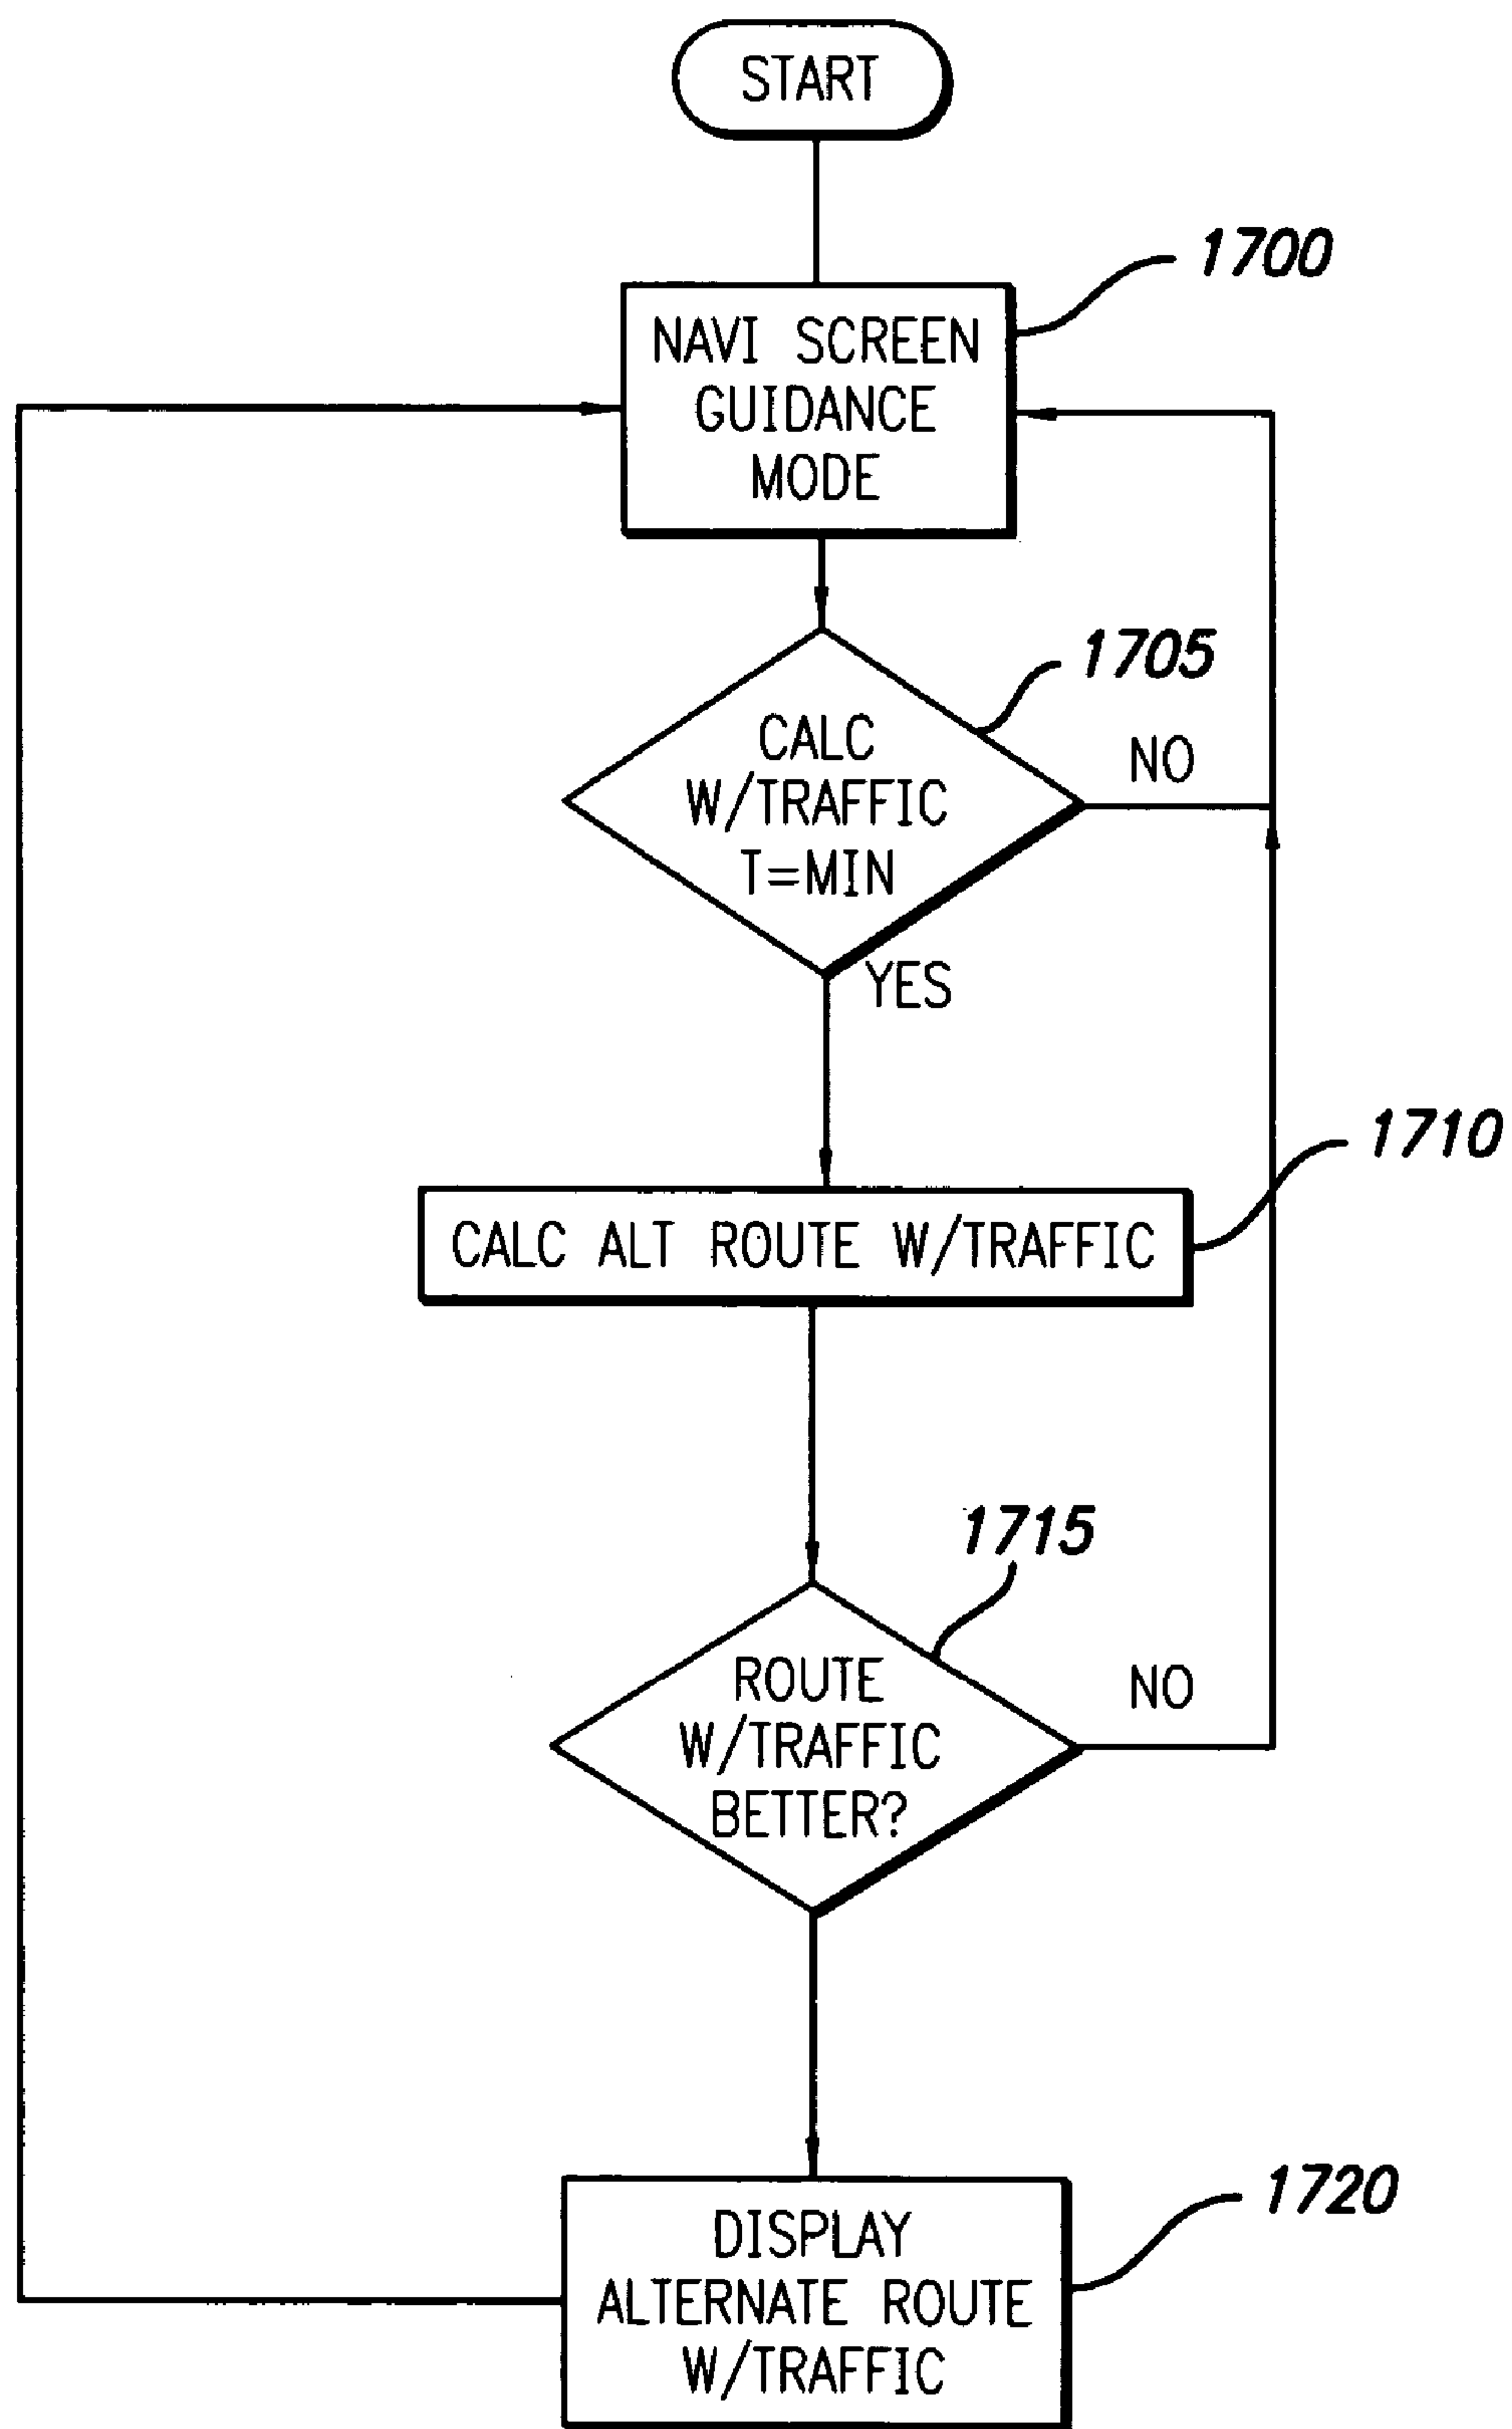 START
1700
NAVI SCREEN
GUIDANCE
MODE
1705
CALC
W/TRAFFIC
T=MIN
NO
YES
1710
CALC ALT ROUTE W/TRAFFIC
1715
ROUTE
W/TRAFFIC
BETTER?
NO
1720
DISPLAY
ALTERNATE ROUTE
W/TRAFFIC